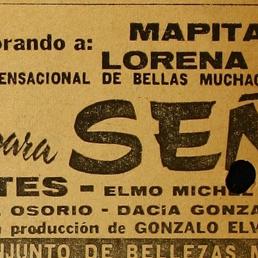 orando a: MAPITA
LORENA
ENSACIONAL DE BELLAS MUCHAC
para SEÑ
TES - ELMO MICHEL
. OSORIO - DACIA GONZA
a producción de GONZALO ELV
JUNTO DE BELLEZAS